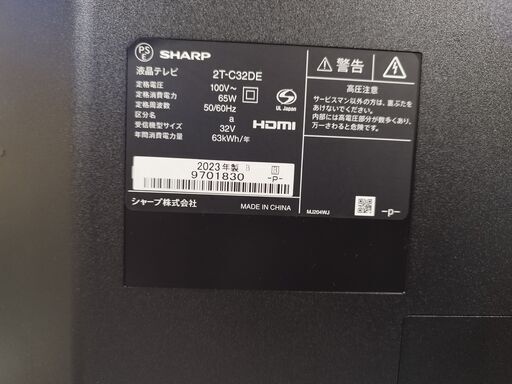 PS
E
SHARP
液晶テレビ 2T-C32DE
定格電圧 100V~
定格消費電力 65W
定格周波数 50/60Hz
区分名 a
受信機型サイズ 32V
年間消費電力量 63kWh/年
UL Japan
HDMI
2023年製 B
9701830 -P-
シャープ株式会社 MADE IN CHINA
警告
高圧注意
サービスマン以外の方は、裏ぶたを
あけないでください。
内部には高電圧部分が数多くあり、
万一さわると危険です。
MJ204WJ
-P-